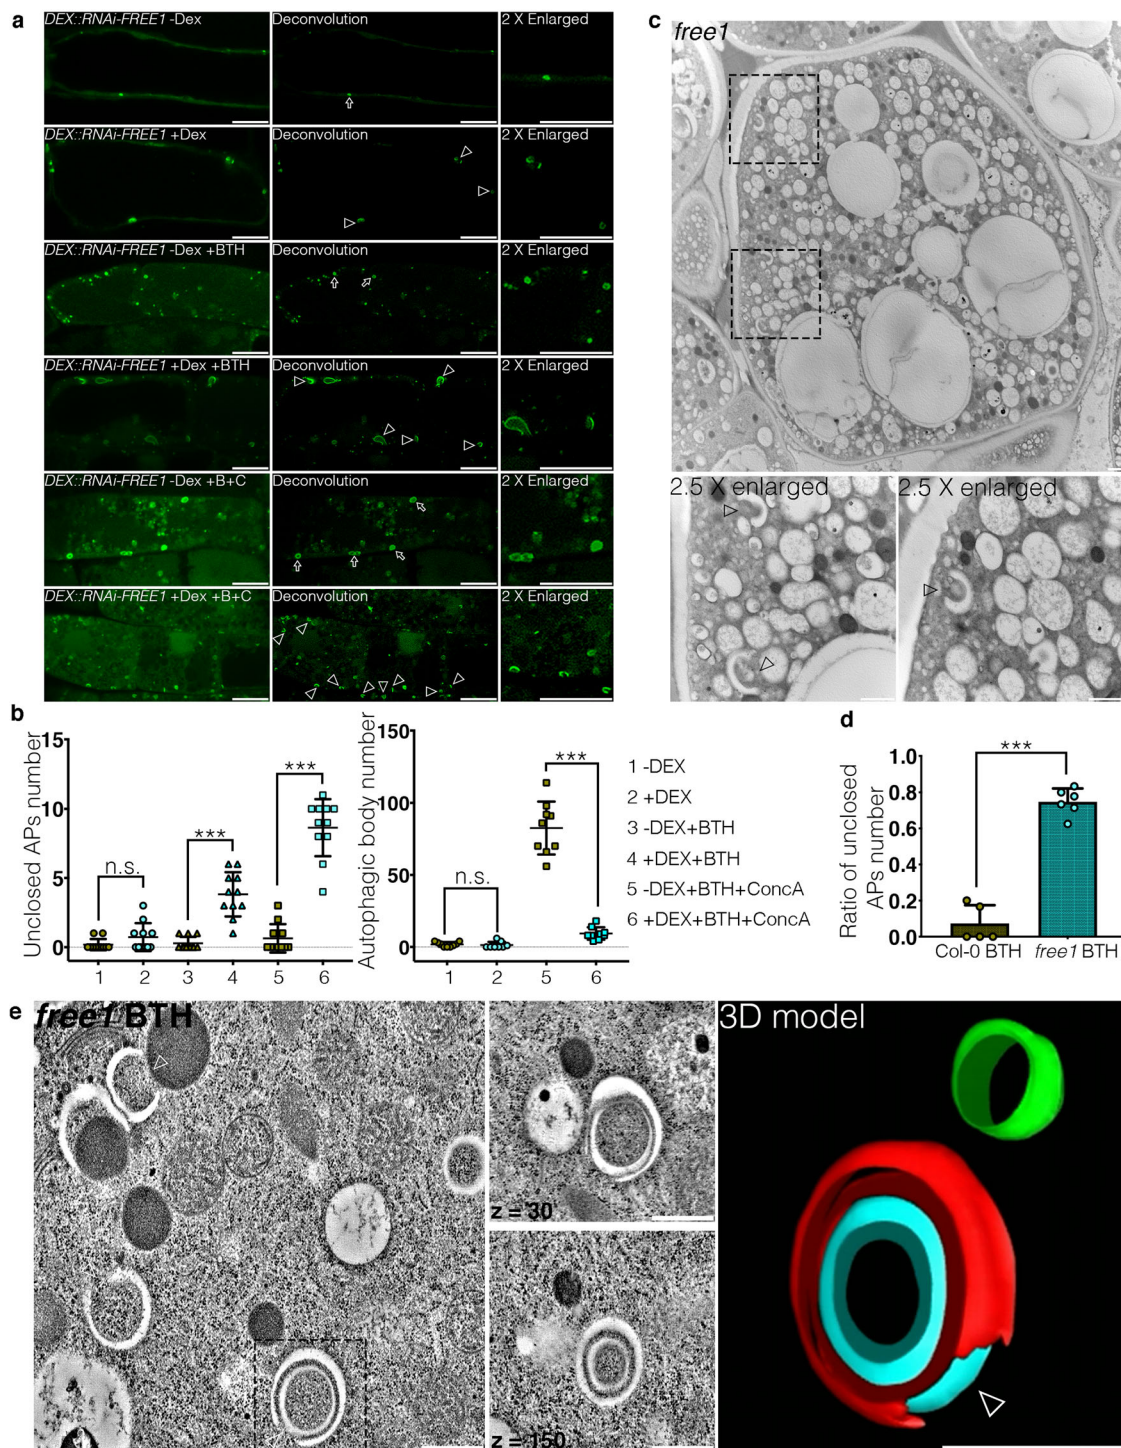 a
DEX::RNAi-FREE1 -Dex
Deconvolution
2 X Enlarged
DEX::RNAi-FREE1 +Dex
Deconvolution
2 X Enlarged
DEX::RNAi-FREE1 -Dex +BTH
Deconvolution
2 X Enlarged
DEX::RNAi-FREE1 +Dex +BTH
Deconvolution
2 X Enlarged
DEX::RNAi-FREE1 -Dex +B+C
Deconvolution
2 X Enlarged
DEX::RNAi-FREE1 +Dex +B+C
Deconvolution
2 X Enlarged
b
Unclosed APs number
15
10
5
0
n.s.
***
***
1 2 3 4 5 6
Autophagic body number
150
100
50
0
n.s.
***
1 2 5 6
1 -DEX
2 +DEX
3 -DEX+BTH
4 +DEX+BTH
5 -DEX+BTH+ConcA
6 +DEX+BTH+ConcA
c
free1
2.5 X enlarged
2.5 X enlarged
d
Ratio of unclosed
APs number
1.0
0.8
0.6
0.4
0.2
0.0
***
Col-0 BTH
free1 BTH
e
free1 BTH
z = 30
z = 150
3D model